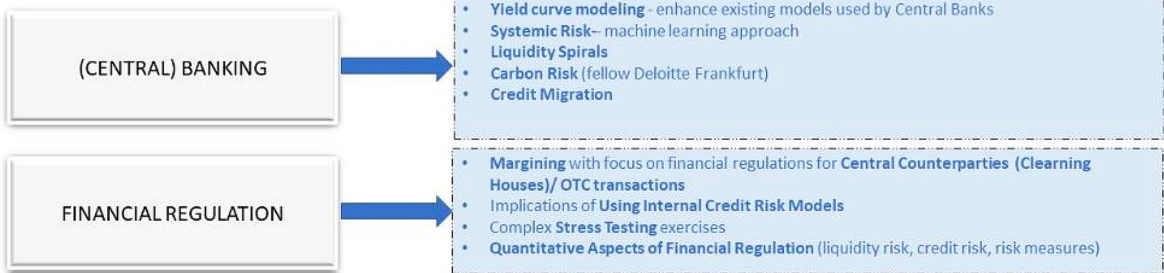 (CENTRAL) BANKING
• Yield curve modeling - enhance existing models used by Central Banks
• Systemic Risk– machine learning approach
• Liquidity Spirals
• Carbon Risk (fellow Deloitte Frankfurt)
• Credit Migration
FINANCIAL REGULATION
• Margining with focus on financial regulations for Central Counterparties (Clearning
Houses)/ OTC transactions
• Implications of Using Internal Credit Risk Models
• Complex Stress Testing exercises
• Quantitative Aspects of Financial Regulation (liquidity risk, credit risk, risk measures)